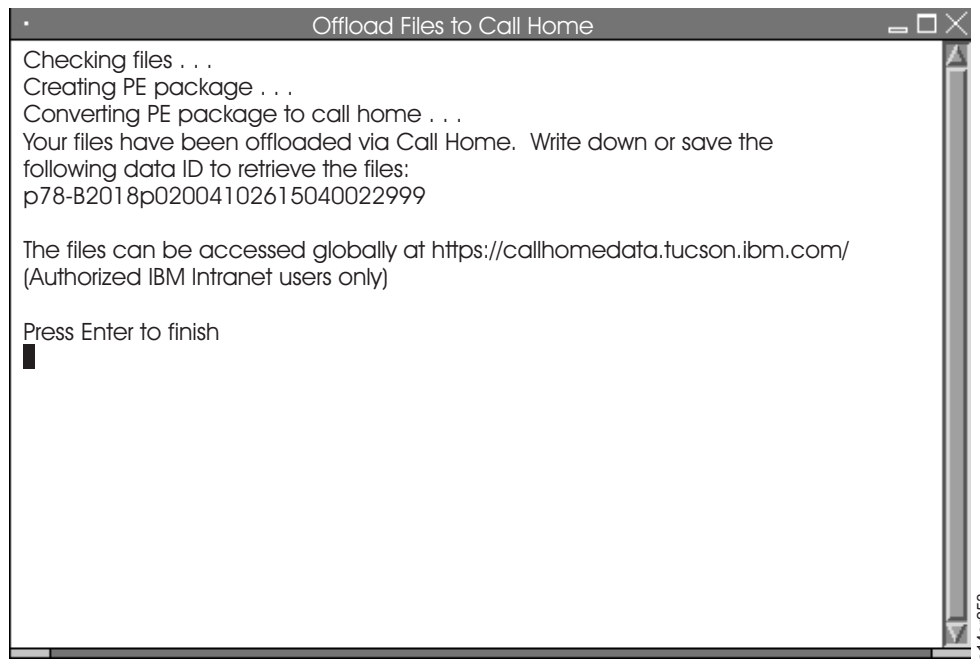 Offload Files to Call Home
Checking files . . .
Creating PE package . . .
Converting PE package to call home . . .
Your files have been offloaded via Call Home. Write down or save the
following data ID to retrieve the files:
p78-B2018p02004102615040022999
The files can be accessed globally at https://callhomedata.tucson.ibm.com/
(Authorized IBM Intranet users only)
Press Enter to finish